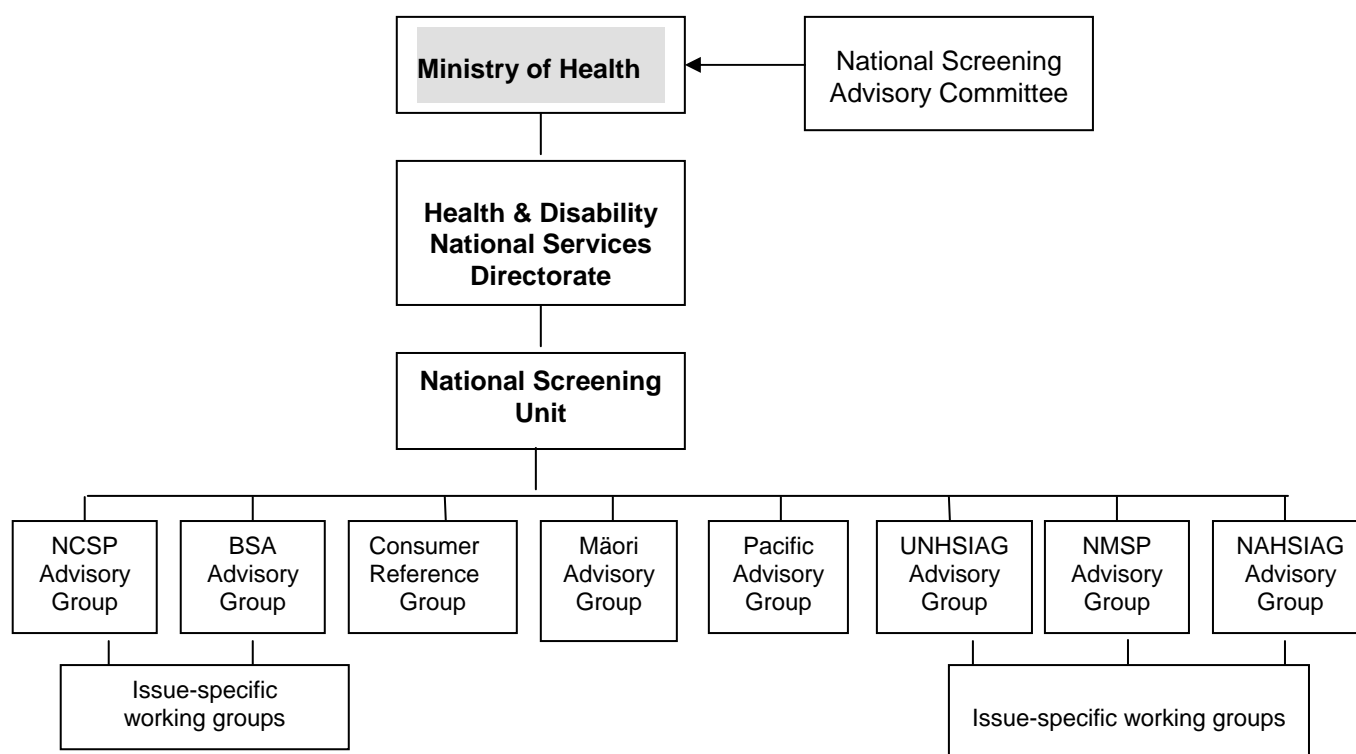 Ministry of Health
National Screening
Advisory Committee
Health & Disability
National Services
Directorate
National Screening
Unit
NCSP
Advisory
Group
BSA
Advisory
Group
Consumer
Reference
Group
Mäori
Advisory
Group
Pacific
Advisory
Group
UNHSIAG
Advisory
Group
NMSP
Advisory
Group
NAHSIAG
Advisory
Group
Issue-specific
working groups
Issue-specific working groups